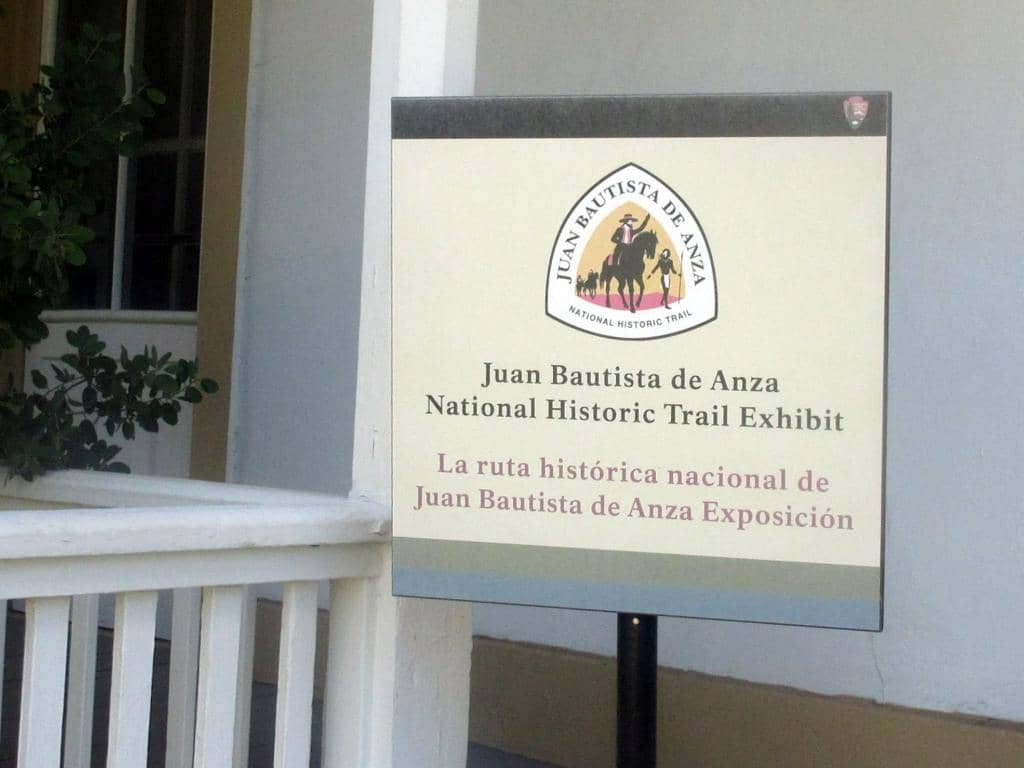 JUAN BAUTISTA DE ANZA
NATIONAL HISTORIC TRAIL
Juan Bautista de Anza
National Historic Trail Exhibit
La ruta histórica nacional de
Juan Bautista de Anza Exposición